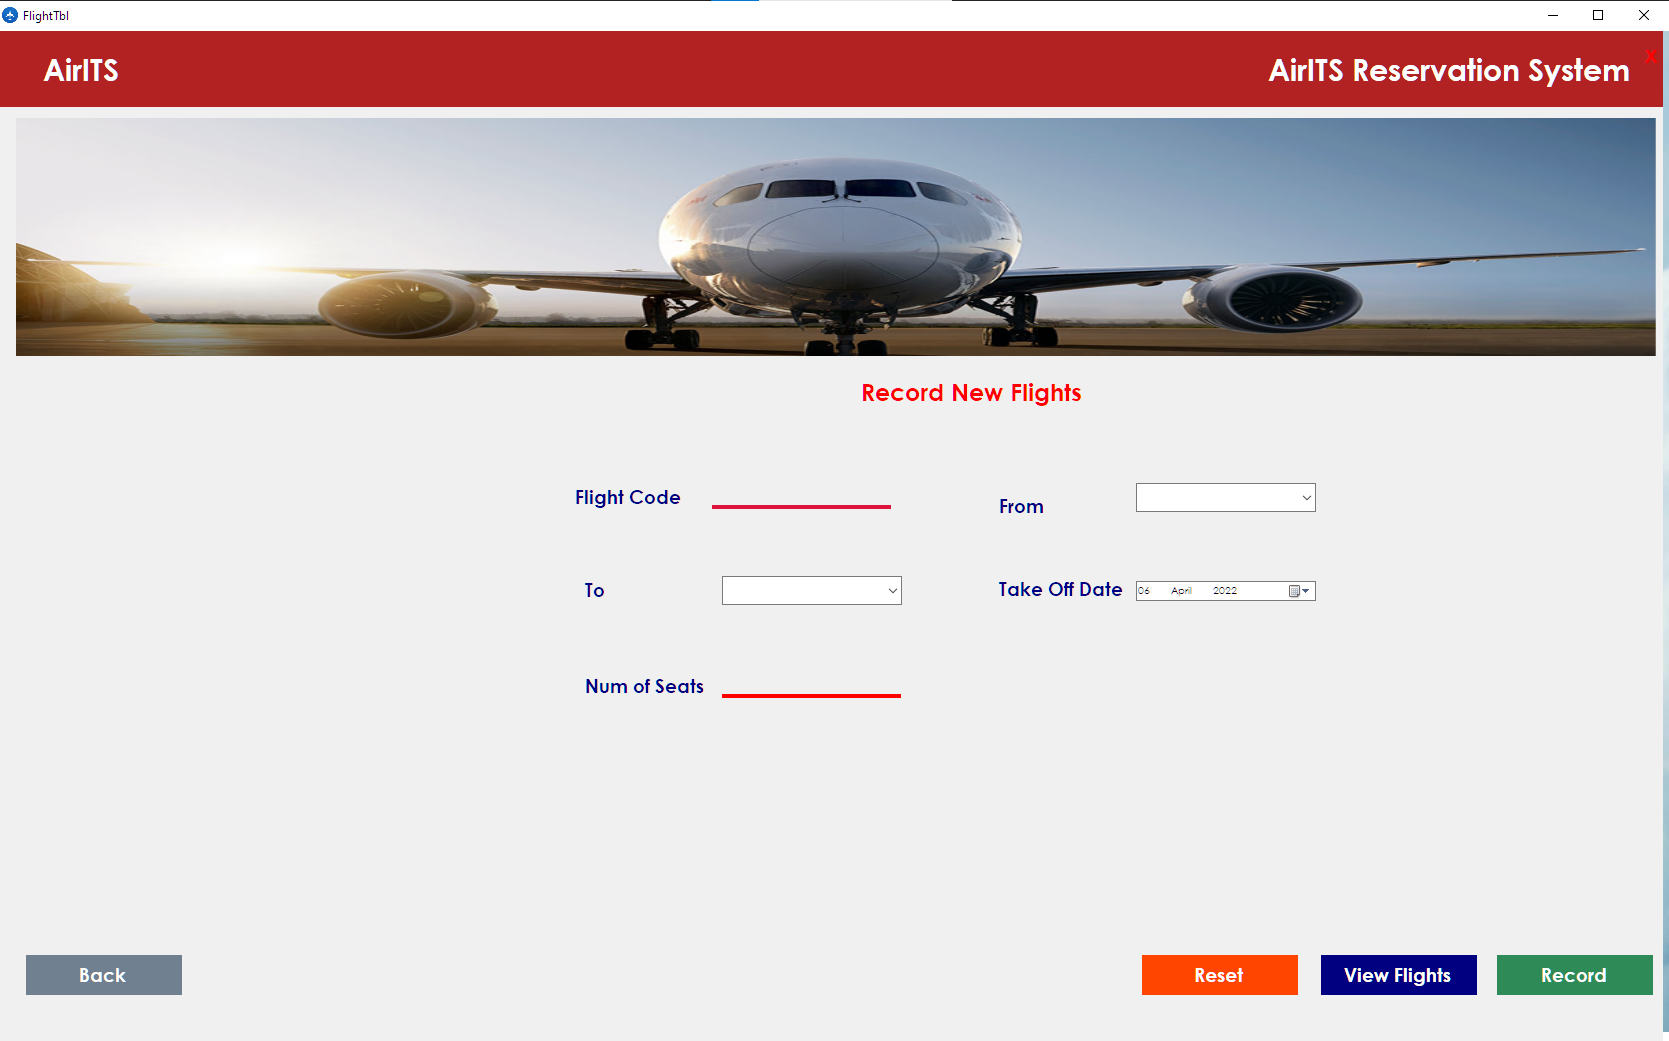 FlightTbl
AirITS
AirITS Reservation System
X
Record New Flights
Flight Code
From
To
Take Off Date
06 April 2022
Num of Seats
Back
Reset
View Flights
Record